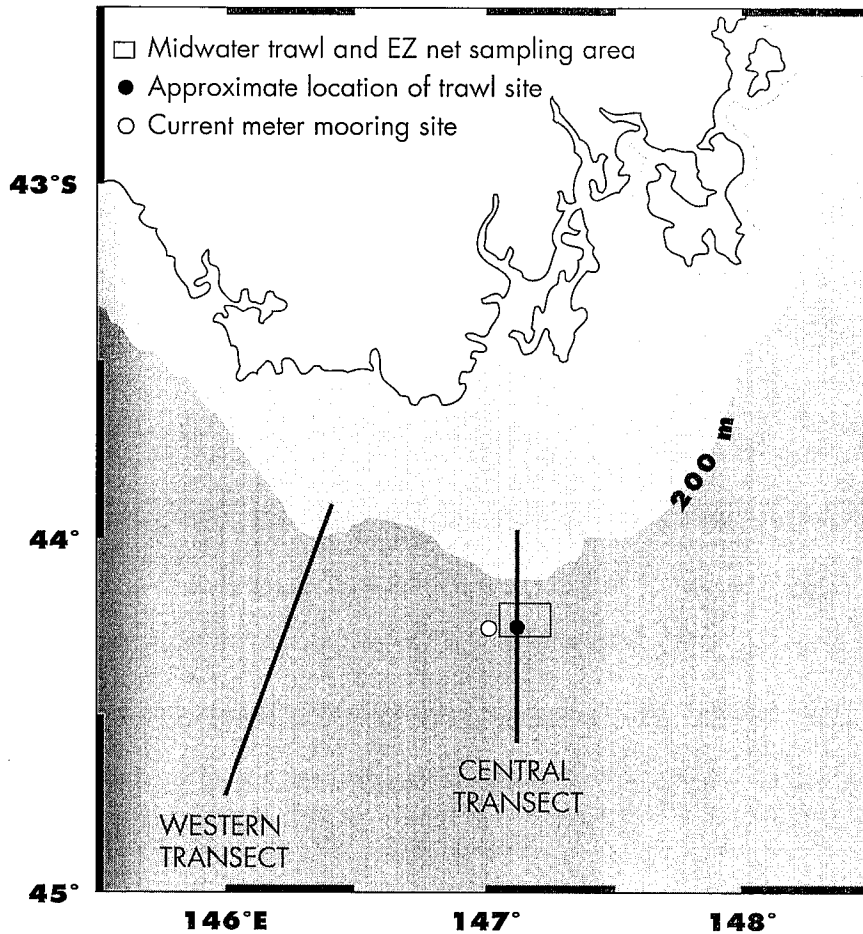 Midwater trawl and EZ net sampling area
Approximate location of trawl site
Current meter mooring site
43°S
200 m
44°
CENTRAL
TRANSECT
WESTERN
TRANSECT
45°
146°E
147°
148°